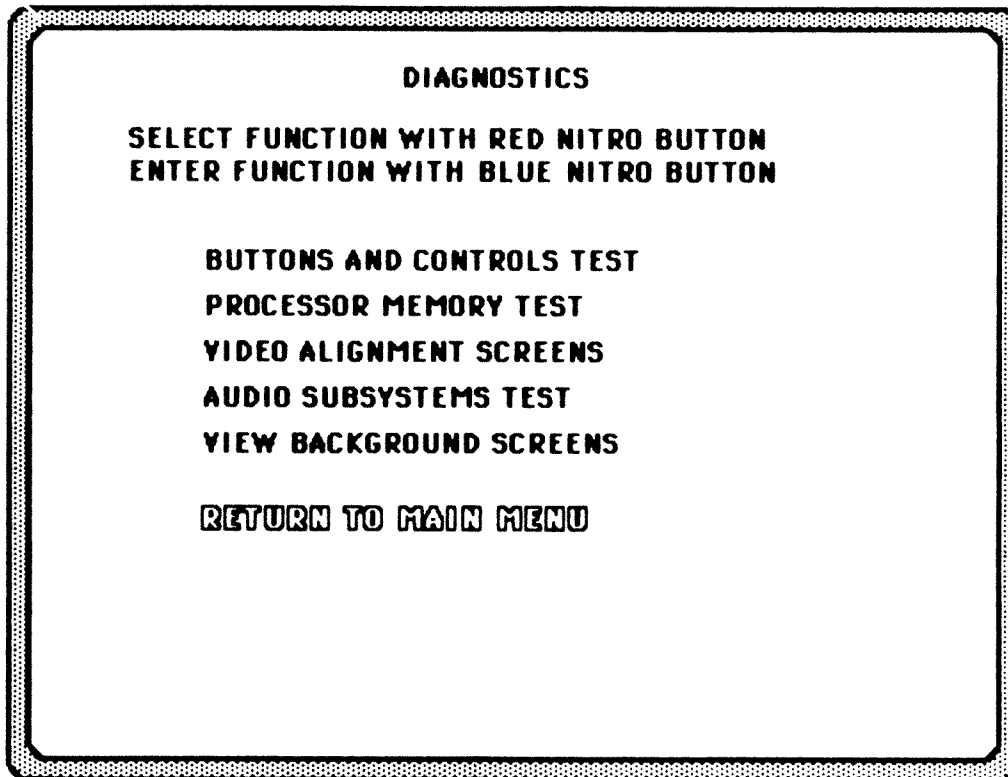 DIAGNOSTICS
SELECT FUNCTION WITH RED NITRO BUTTON
ENTER FUNCTION WITH BLUE NITRO BUTTON
BUTTONS AND CONTROLS TEST
PROCESSOR MEMORY TEST
VIDEO ALIGNMENT SCREENS
AUDIO SUBSYSTEMS TEST
VIEW BACKGROUND SCREENS
RETURN TO MAIN MENU